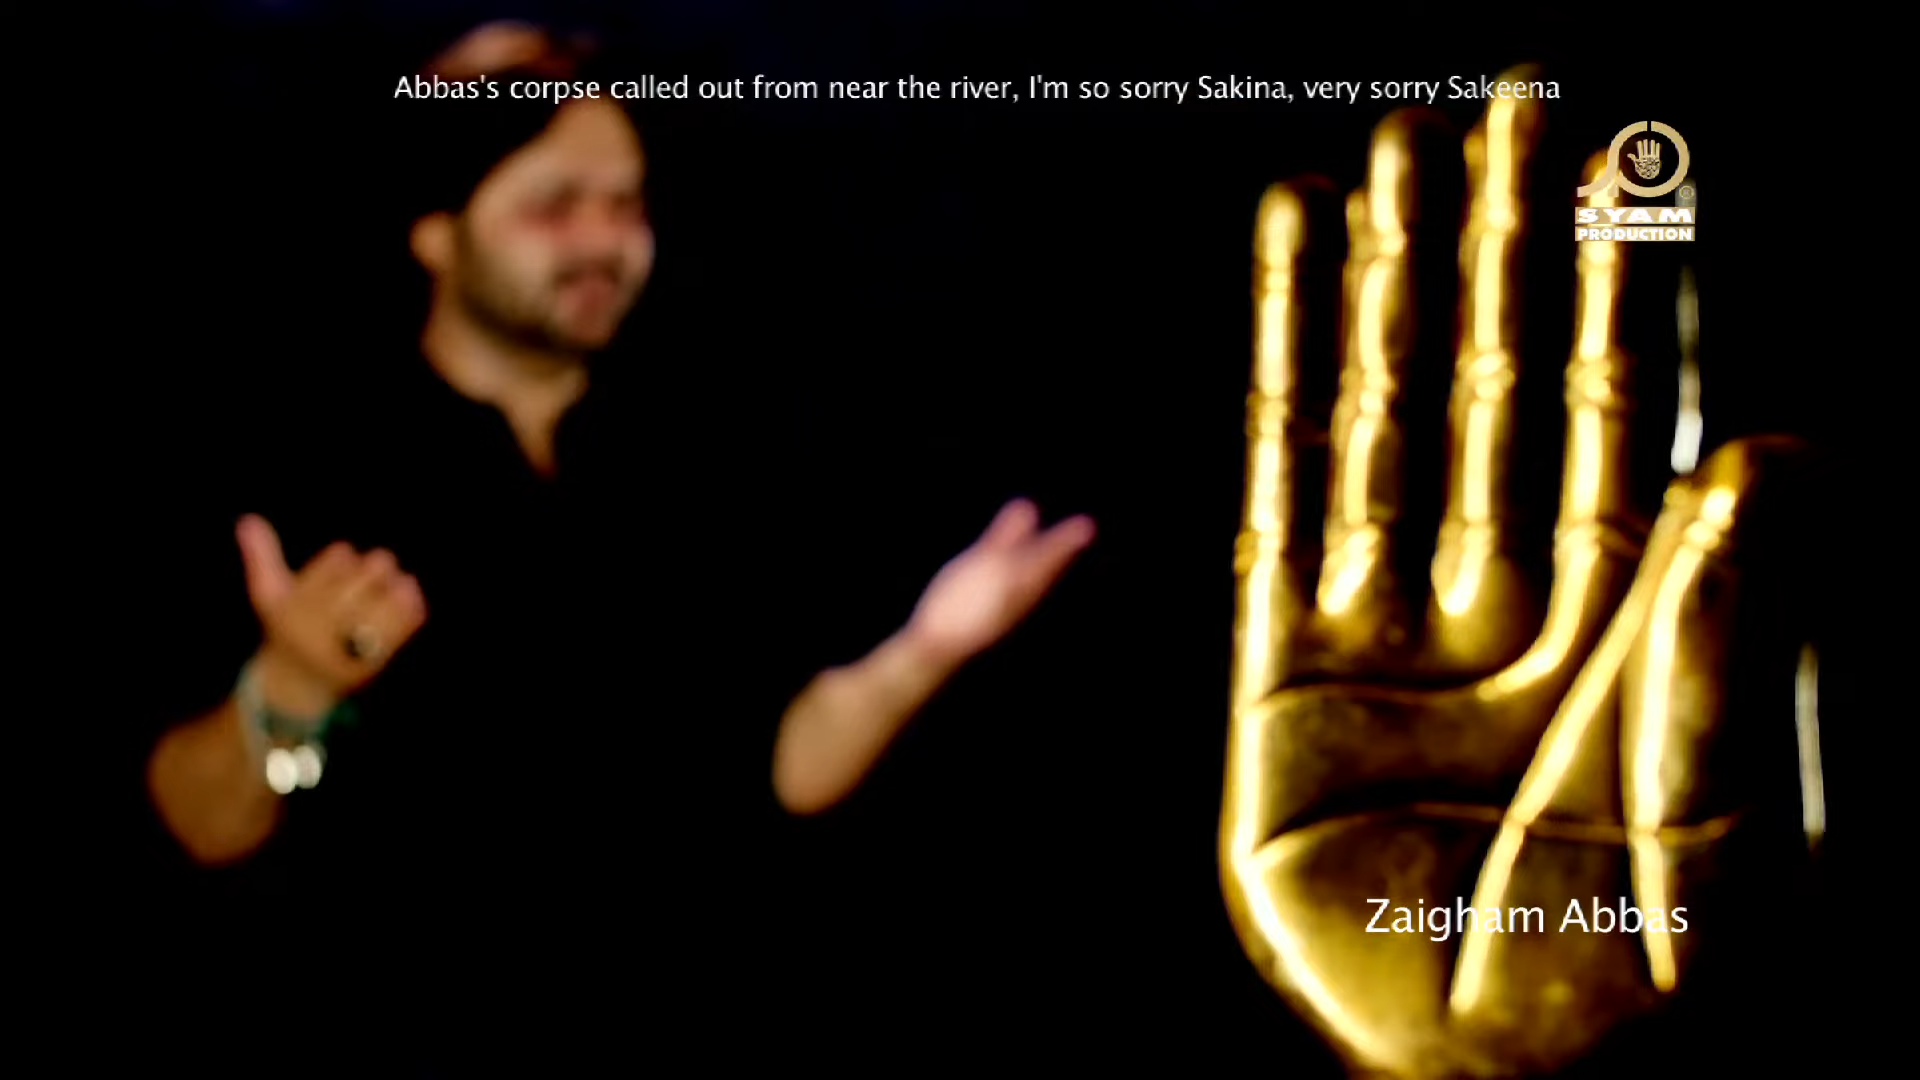 Abbas's corpse called out from near the river, I'm so sorry Sakina, very sorry Sakeena
SYAM
PRODUCTION
Zaigham Abbas